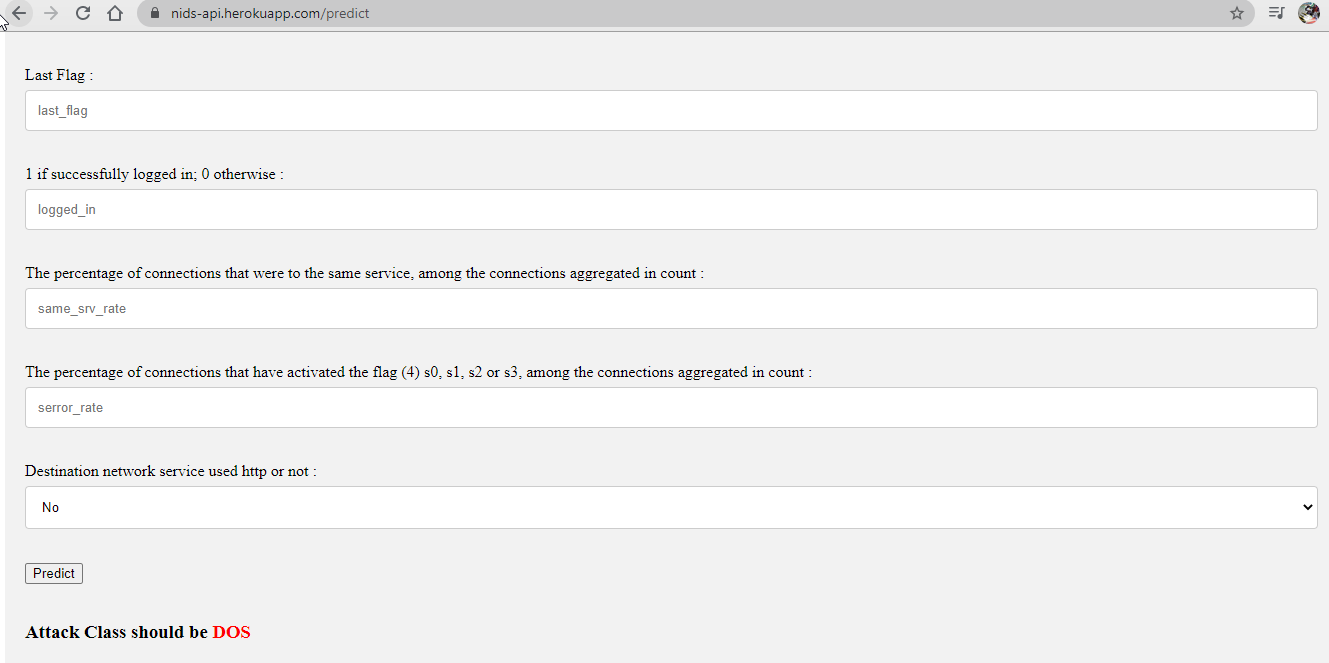 nids-api.herokuapp.com/predict
Last Flag :
last_flag
1 if successfully logged in; 0 otherwise :
logged_in
The percentage of connections that were to the same service, among the connections aggregated in count :
same_srv_rate
The percentage of connections that have activated the flag (4) s0, s1, s2 or s3, among the connections aggregated in count :
serror_rate
Destination network service used http or not :
No
Predict
Attack Class should be DOS